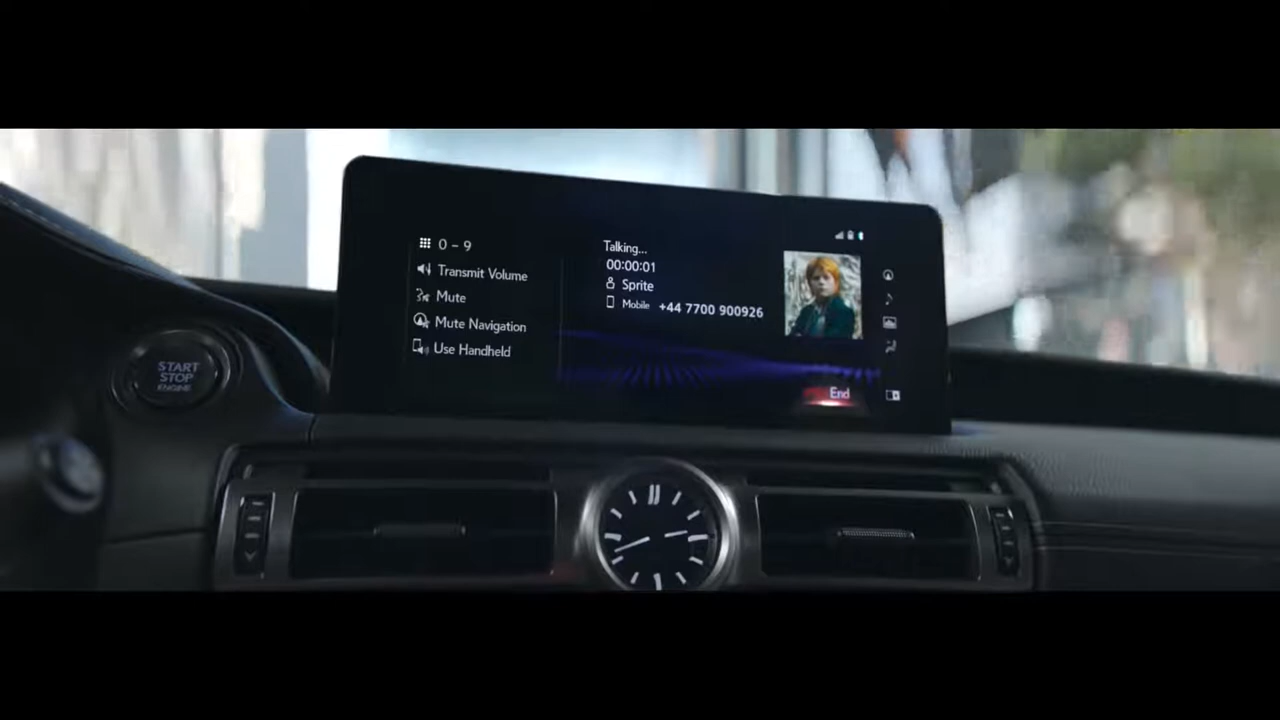 0 - 9
Transmit Volume
Mute
Mute Navigation
Use Handheld
Talking...
00:00:01
Sprite
Mobile +44 7700 900926
End
START
STOP
ENGINE